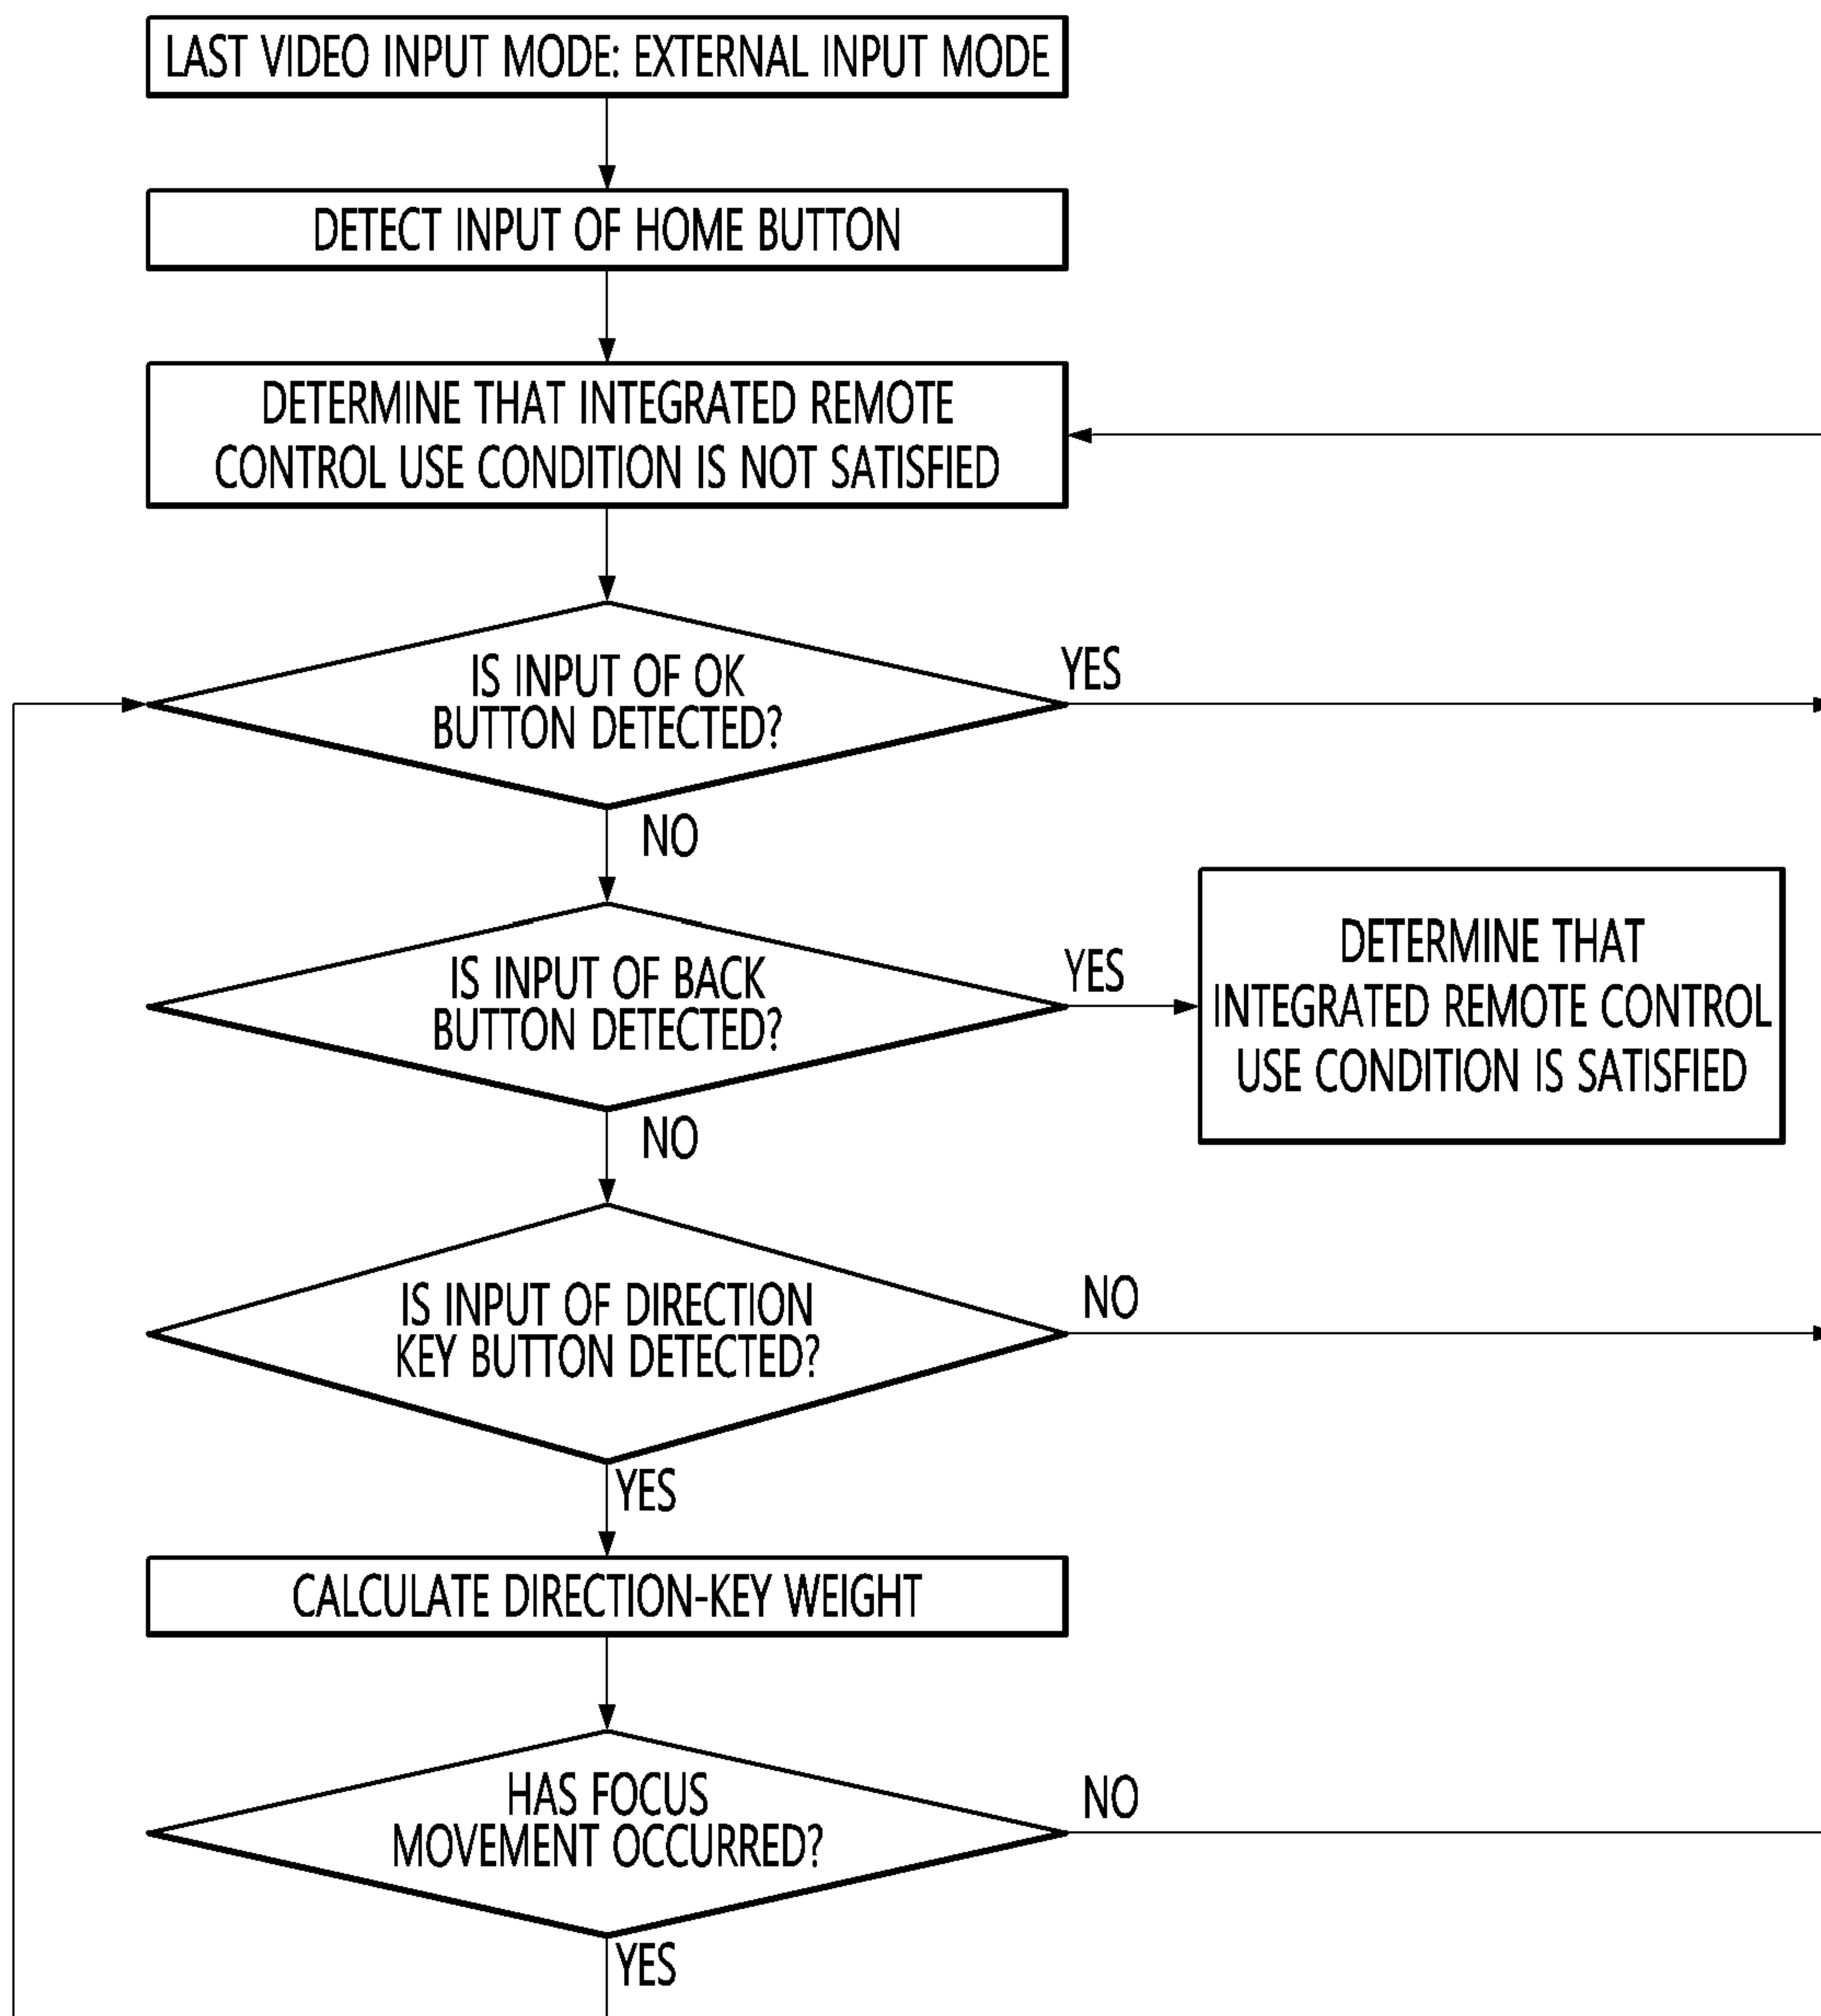 LAST VIDEO INPUT MODE: EXTERNAL INPUT MODE
DETECT INPUT OF HOME BUTTON
DETERMINE THAT INTEGRATED REMOTE
CONTROL USE CONDITION IS NOT SATISFIED
IS INPUT OF OK
BUTTON DETECTED?
YES
NO
IS INPUT OF BACK
BUTTON DETECTED?
YES
DETERMINE THAT
INTEGRATED REMOTE CONTROL
USE CONDITION IS SATISFIED
NO
IS INPUT OF DIRECTION
KEY BUTTON DETECTED?
NO
YES
CALCULATE DIRECTION-KEY WEIGHT
HAS FOCUS
MOVEMENT OCCURRED?
NO
YES